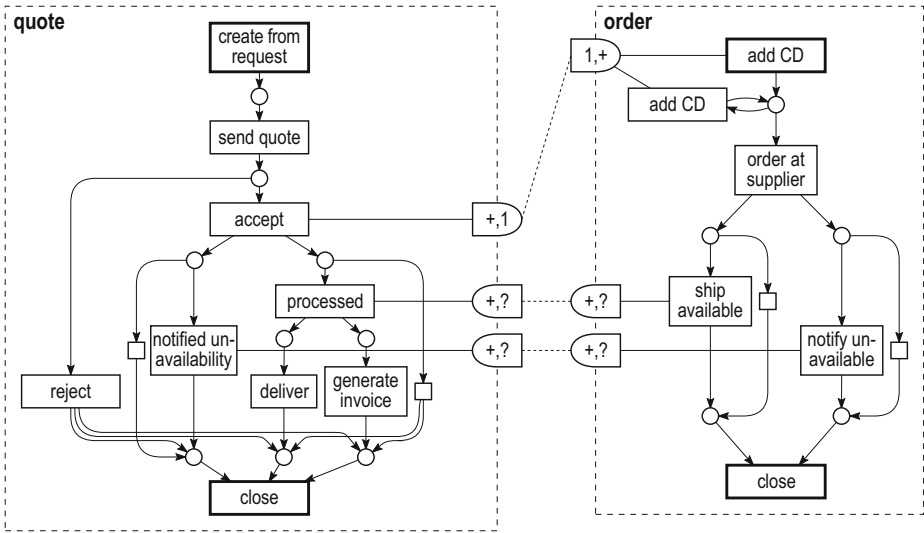 quote
create from
request
send quote
accept
+,1
processed
+,?
notified un-
availability
+,?
reject
deliver
generate
invoice
close
order
1,+
add CD
add CD
order at
supplier
+,?
ship
available
+,?
notify un-
available
close